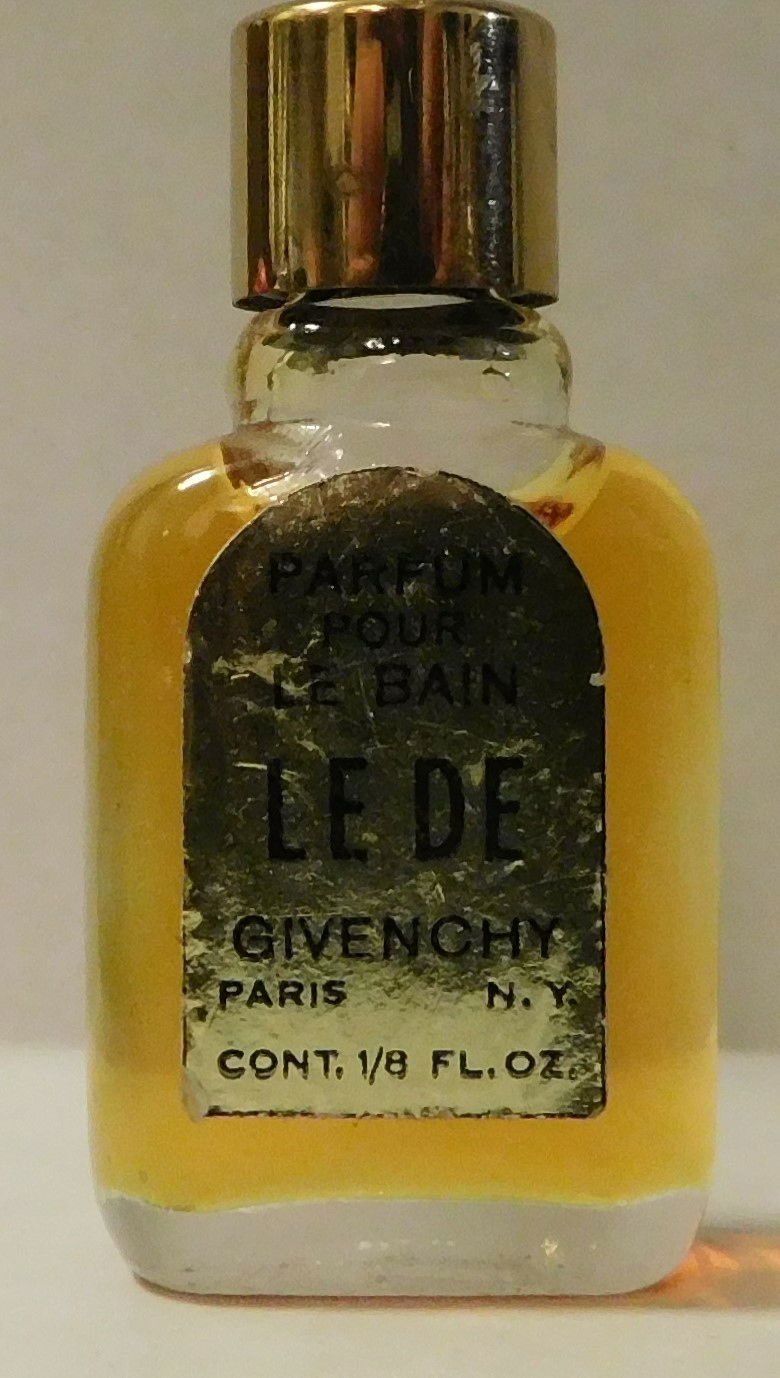 PARFUM
POUR
LE BAIN
LE DE
GIVENCHY
PARIS N.Y.
CONT. 1/8 FL. OZ.